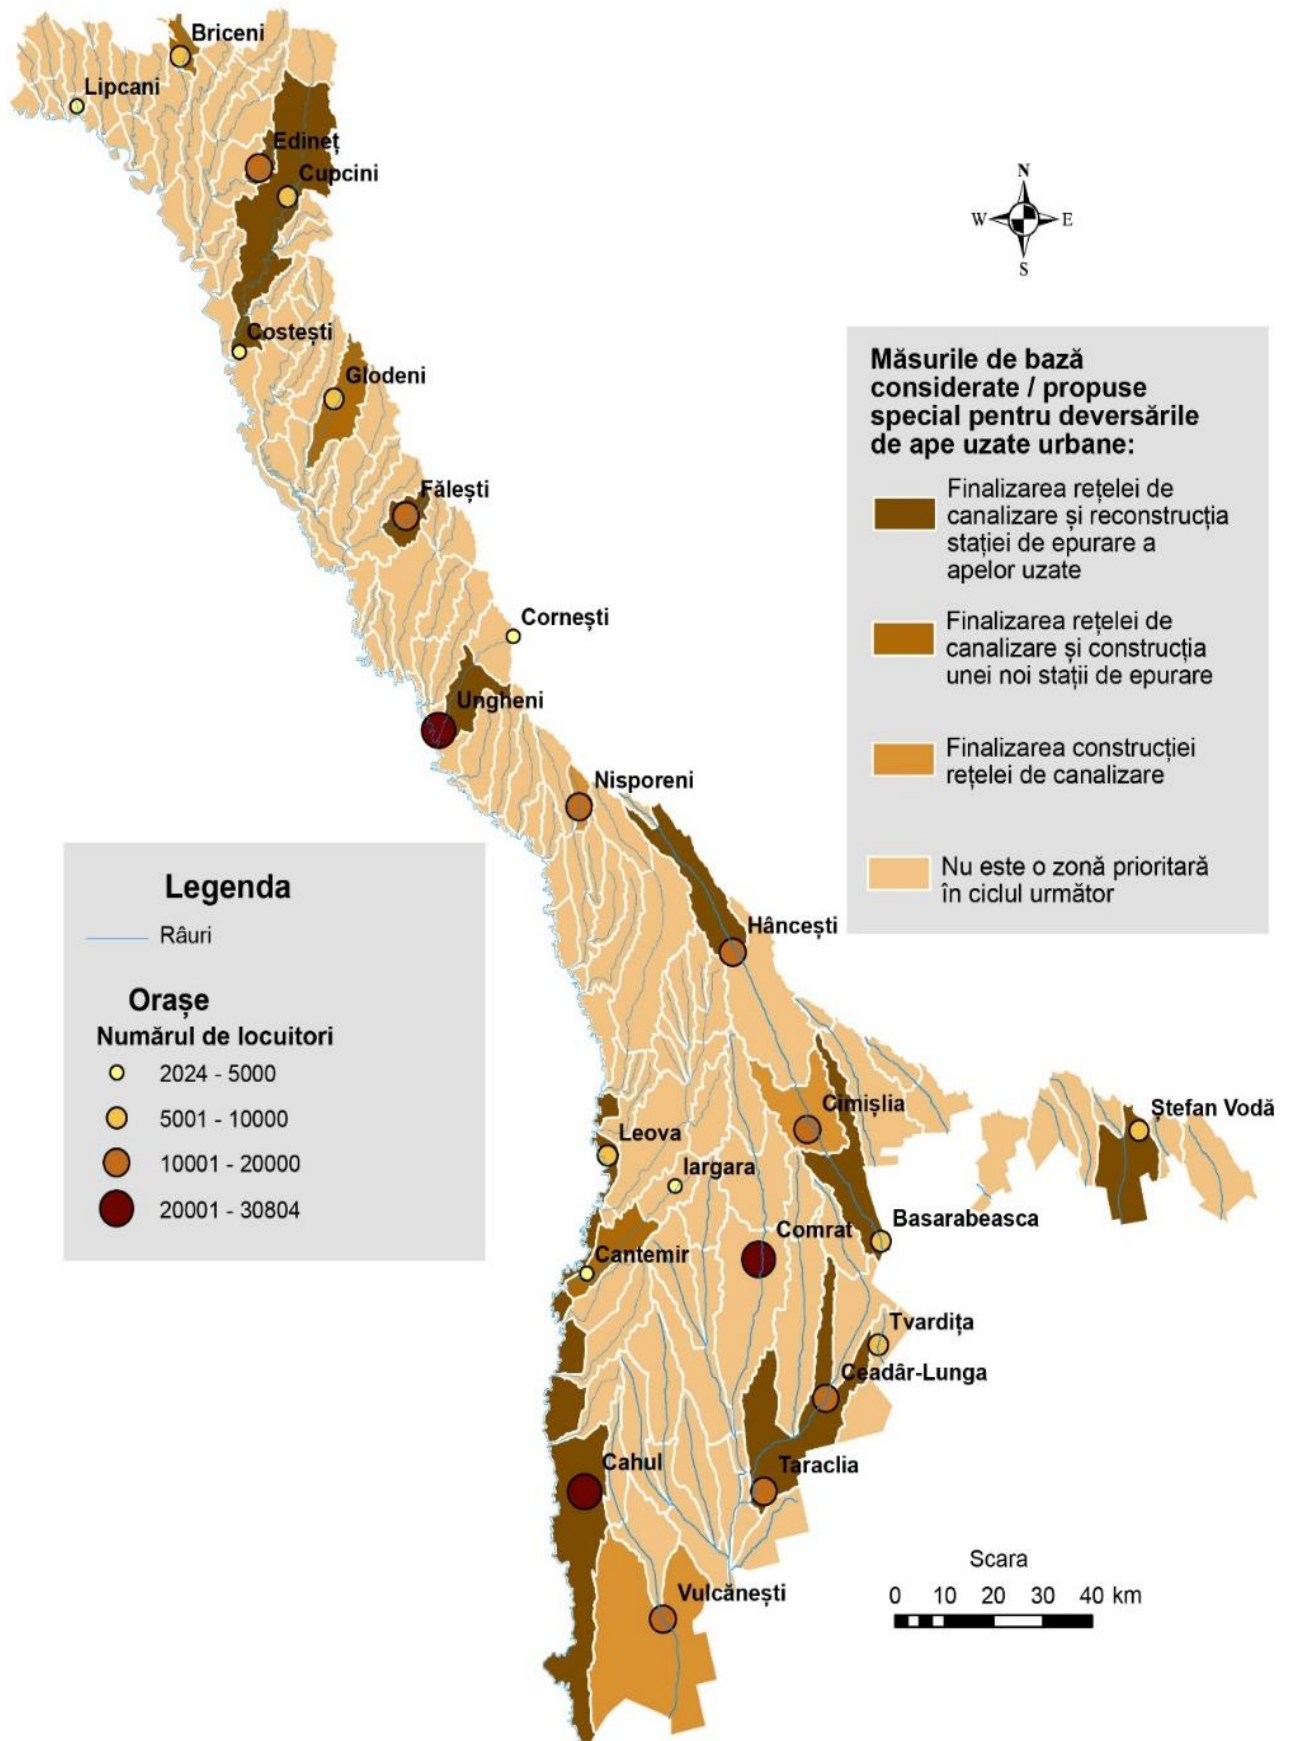 Briceni
Lipcani
Edineț
Cupcini
N
W E
S
Costești
Glodeni
Măsurile de bază
considerate / propuse
special pentru deversările
de ape uzate urbane:
Finalizarea rețelei de
canalizare și reconstrucția
stației de epurare a
apelor uzate
Finalizarea rețelei de
canalizare și construcția
unei noi stații de epurare
Finalizarea construcției
rețelei de canalizare
Nu este o zonă prioritară
în ciclul următor
Fălești
Cornești
Ungheni
Nisporeni
Legenda
Râuri
Orașe
Numărul de locuitori
2024 - 5000
5001 - 10000
10001 - 20000
20001 - 30804
Hâncești
Cimișlia
Ștefan Vodă
Leova
Iargara
Basarabeasca
Comrat
Cantemir
Tvardița
Ceadâr-Lunga
Cahul
Taraclia
Vulcănești
Scara
0 10 20 30 40 km